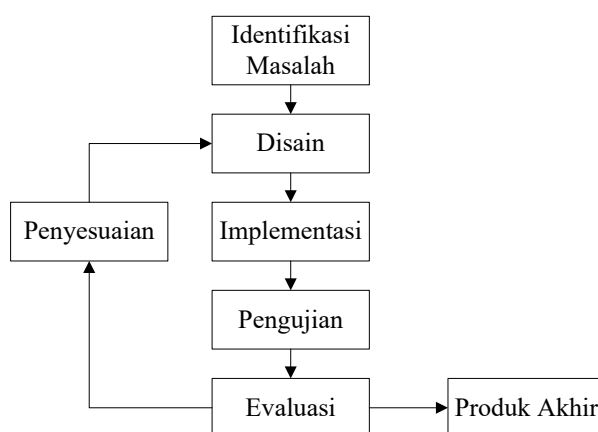 Identifikasi
Masalah
Disain
Penyesuaian
Implementasi
Pengujian
Evaluasi
Produk Akhir